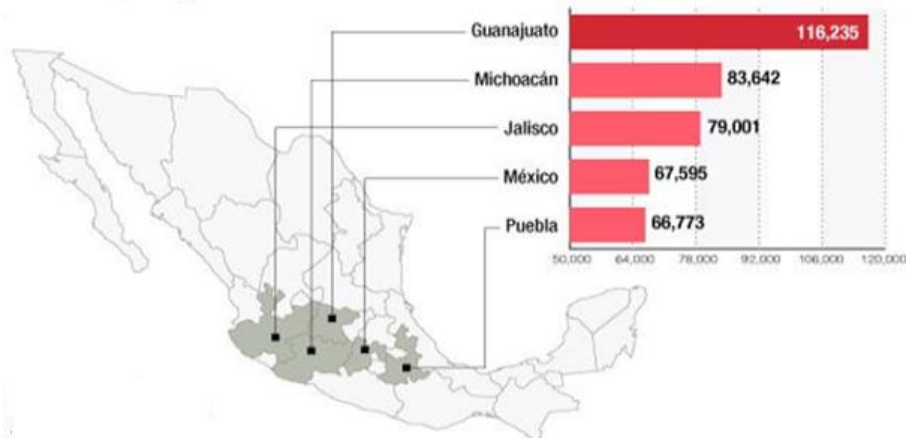 Guanajuato 116,235
Michoacán 83,642
Jalisco 79,001
México 67,595
Puebla 66,773
50,000 64,000 78,000 92,000 106,000 120,000